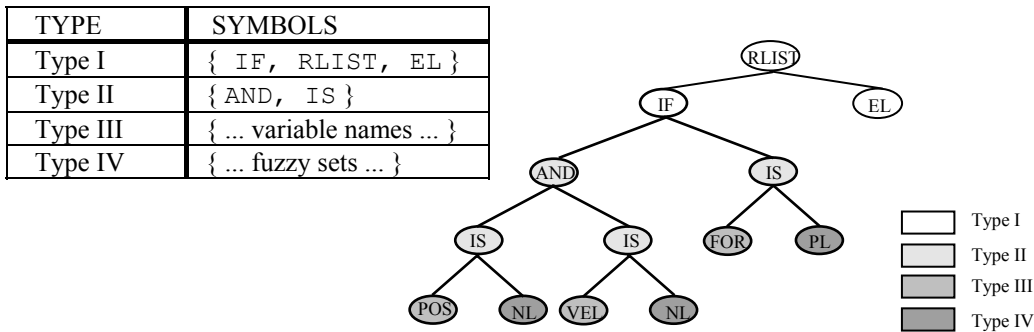 TYPE SYMBOLS
Type I { IF, RLIST, EL }
Type II { AND, IS }
Type III { ... variable names ... }
Type IV { ... fuzzy sets ... }
RLIST
IF EL
AND IS
IS IS FOR PL
POS NL VEL NL
Type I
Type II
Type III
Type IV